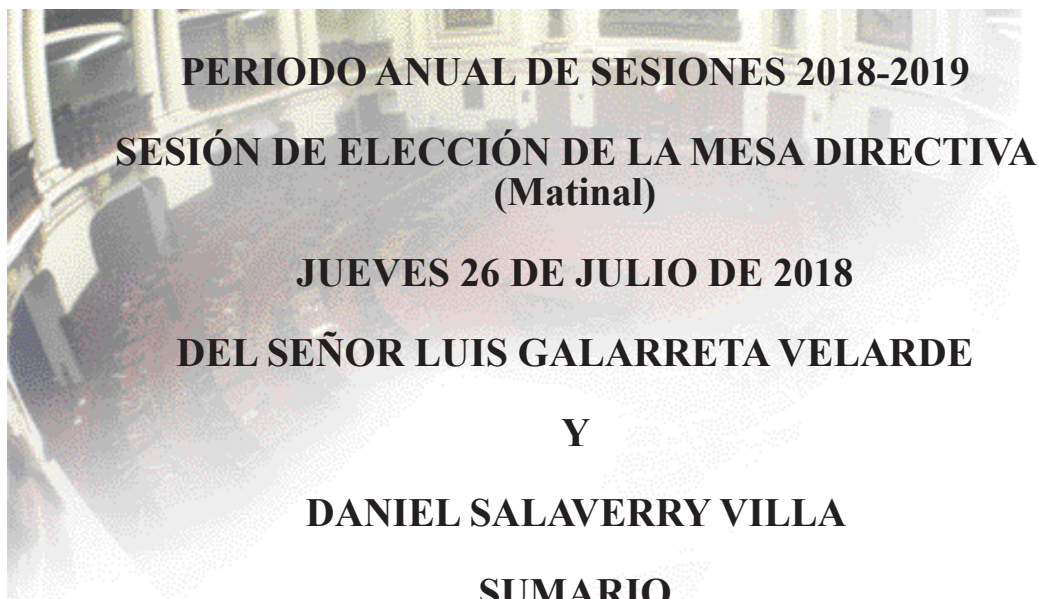 PERIODO ANUAL DE SESIONES 2018-2019
SESIÓN DE ELECCIÓN DE LA MESA DIRECTIVA
(Matinal)
JUEVES 26 DE JULIO DE 2018
DEL SEÑOR LUIS GALARRETA VELARDE
Y
DANIEL SALAVERRY VILLA
SUMARIO